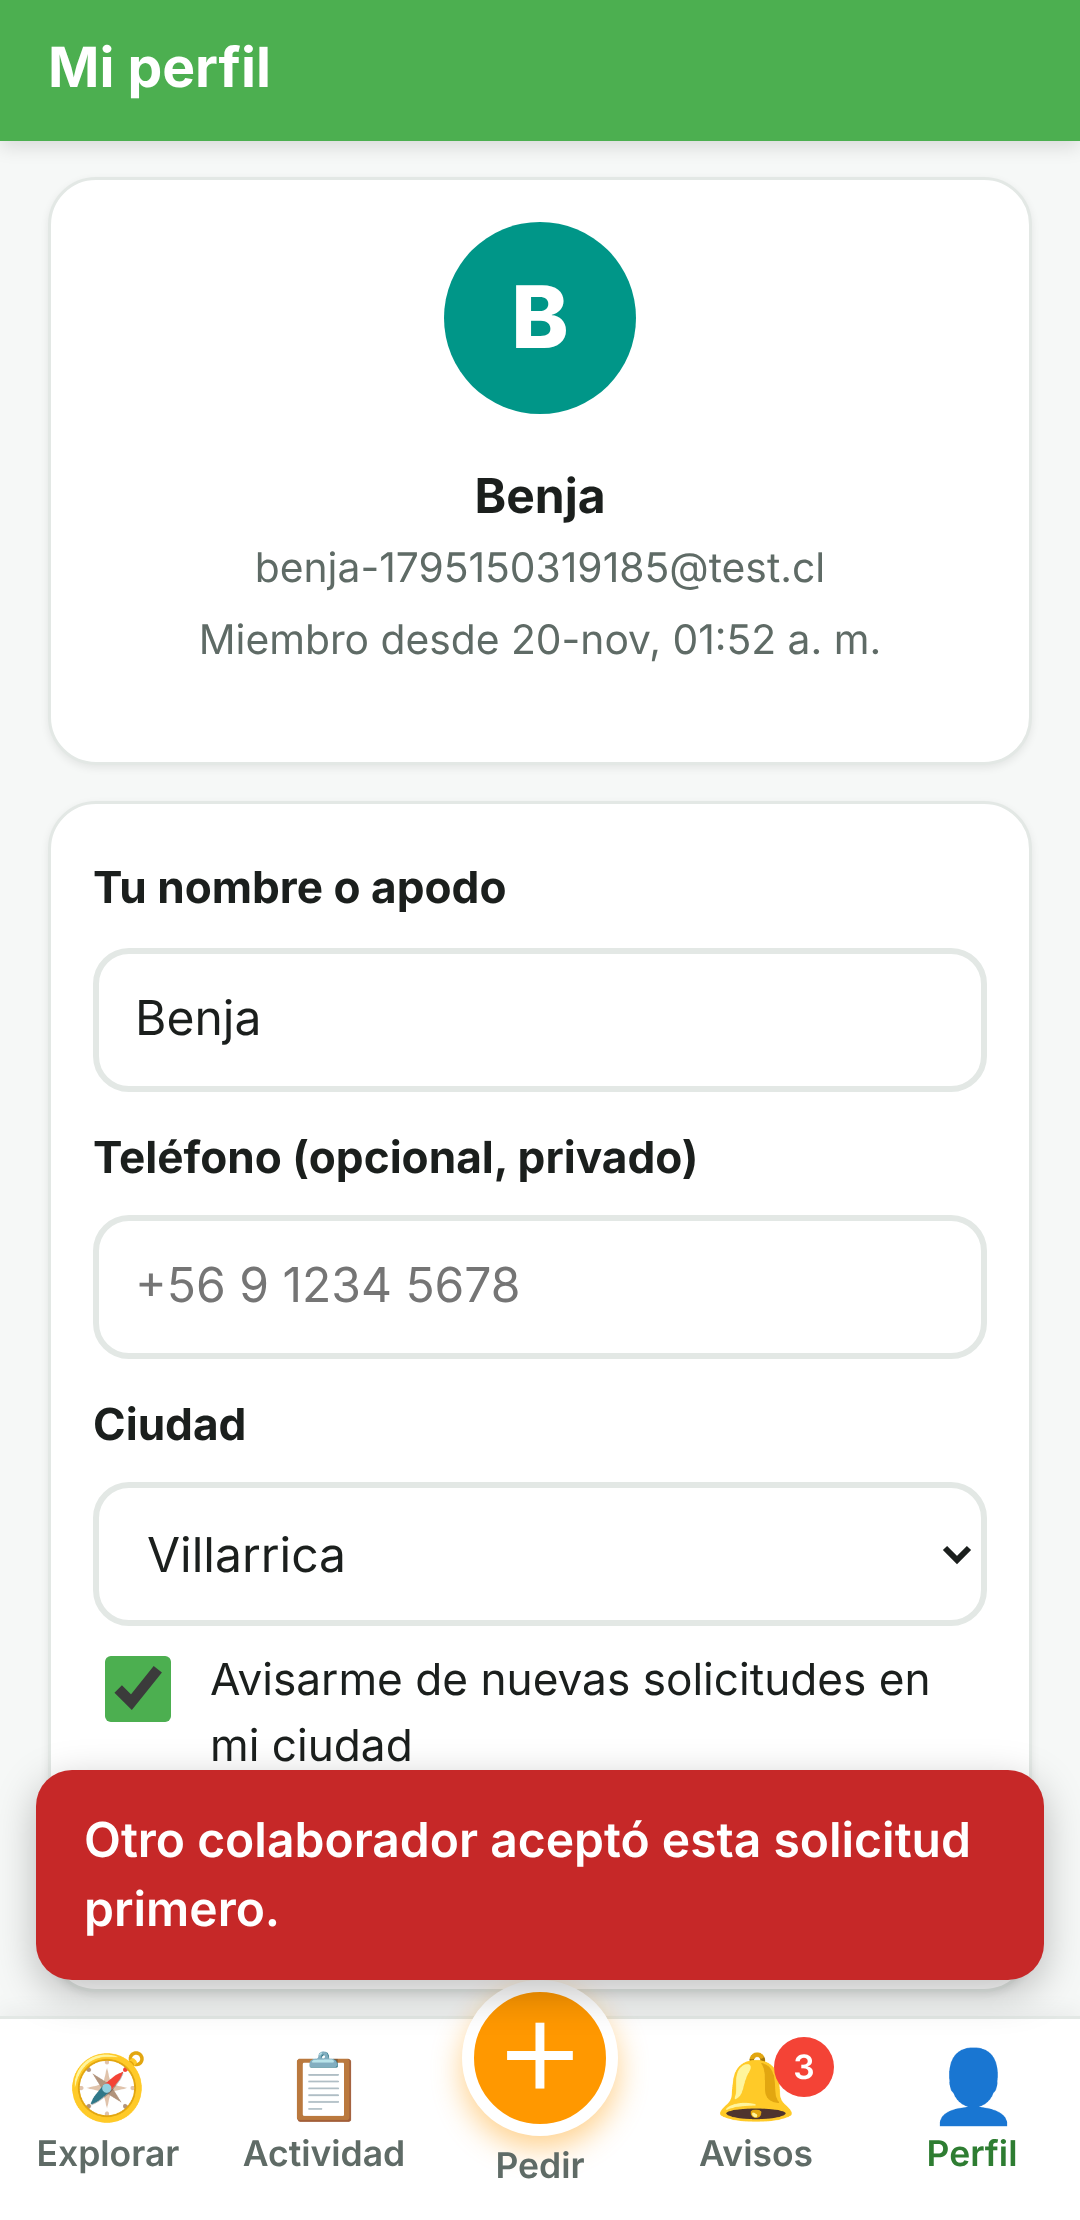 Mi perfil
B
Benja
benja-1795150319185@test.cl
Miembro desde 20-nov, 01:52 a. m.
Tu nombre o apodo
Benja
Teléfono (opcional, privado)
+56 9 1234 5678
Ciudad
Villarrica
Avisarme de nuevas solicitudes en
mi ciudad
Otro colaborador aceptó esta solicitud
primero.
3
Explorar
Actividad
Pedir
Avisos
Perfil